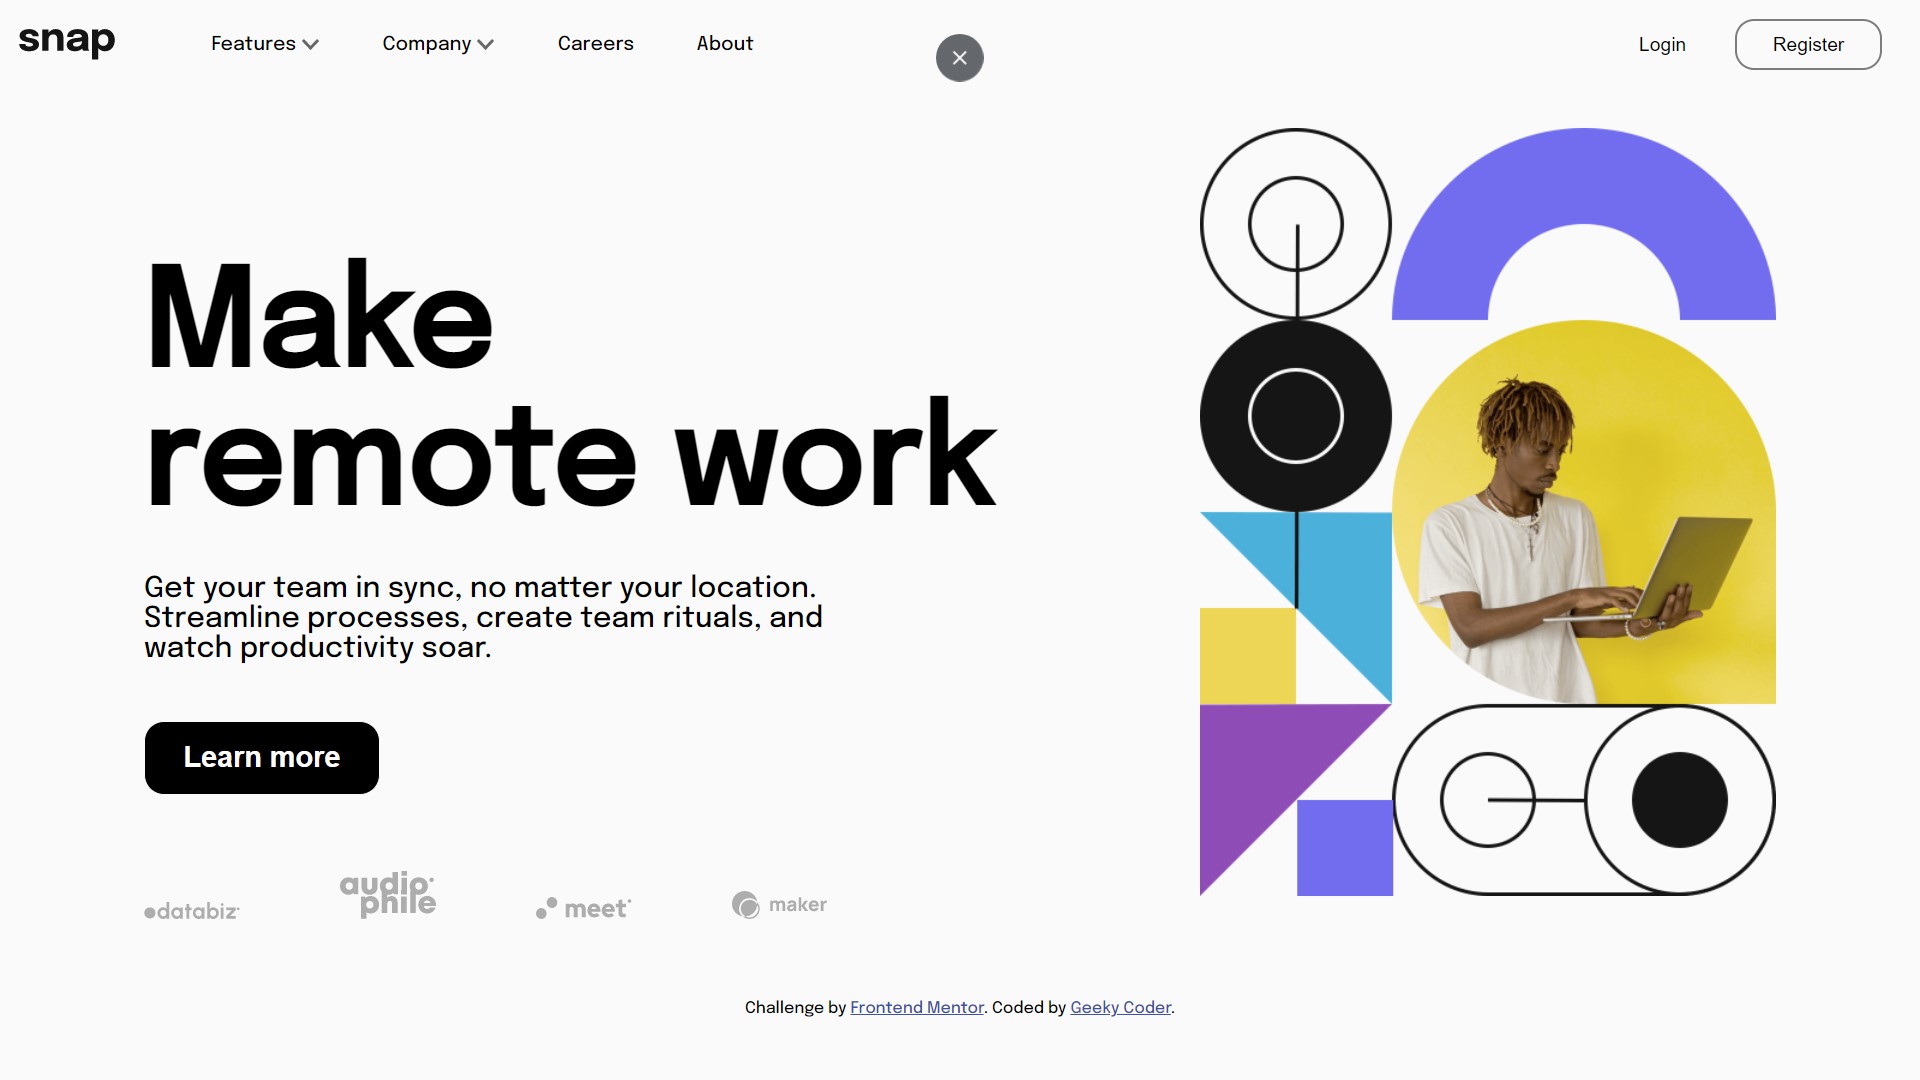 snap
Features
Company
Careers
About
Login
Register
Make
remote work
Get your team in sync, no matter your location.
Streamline processes, create team rituals, and
watch productivity soar.
Learn more
databiz
audio
phile
meet
maker
Challenge by Frontend Mentor. Coded by Geeky Coder.